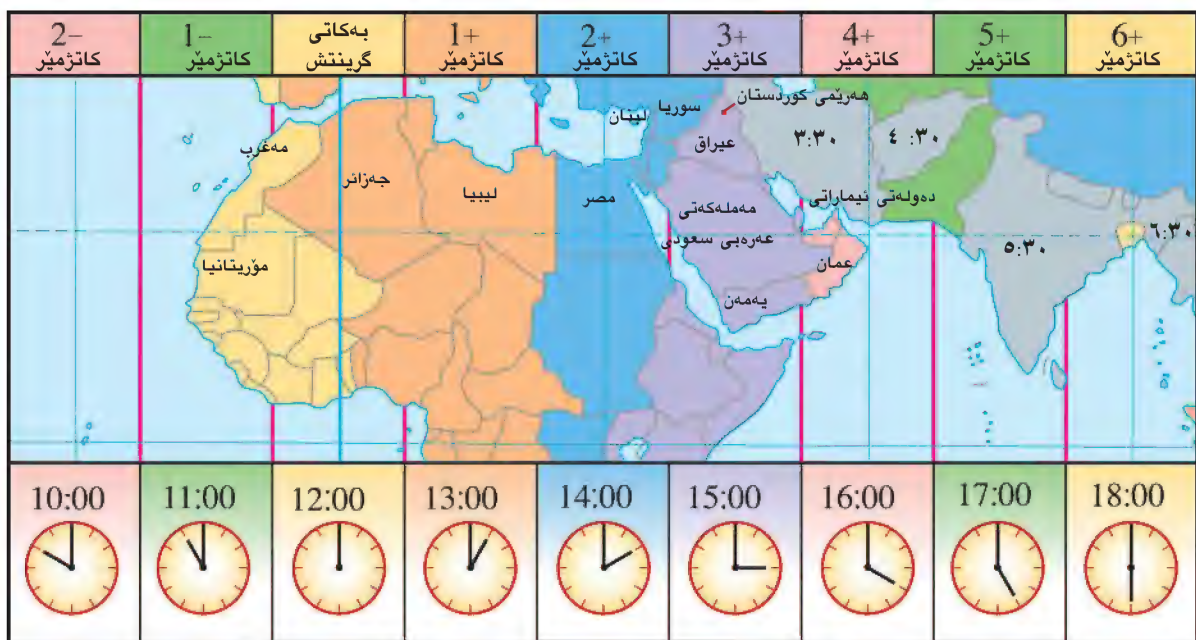 2-
کاتژمێر
1-
کاتژمێر
بەکاتی
گرینتش
1+
کاتژمێر
2+
کاتژمێر
3+
کاتژمێر
4+
کاتژمێر
5+
کاتژمێر
6+
کاتژمێر
هەرێمی کوردستان
سوریا
لبنان
عیراق
٣:٣٠
٤ :٣٠
مەغرب
جەزائر
لیبیا
مصر
مەملەکەتی
عەرەبی سعودی
دەولەتی ئیماراتی
عمان
٥:٣٠
٦:٣٠
مۆریتانیا
یەمەن
10:00
11:00
12:00
13:00
14:00
15:00
16:00
17:00
18:00